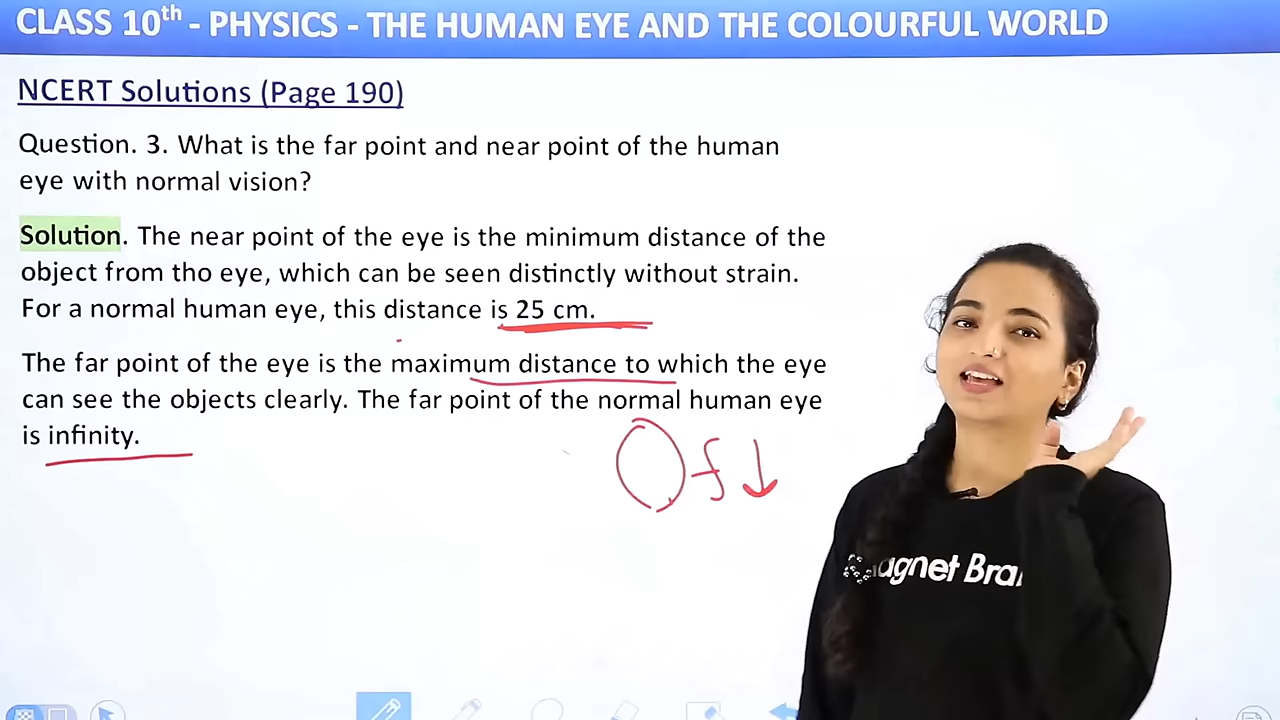 CLASS 10th - PHYSICS - THE HUMAN EYE AND THE COLOURFUL WORLD
NCERT Solutions (Page 190)
Question. 3. What is the far point and near point of the human
eye with normal vision?
Solution. The near point of the eye is the minimum distance of the
object from tho eye, which can be seen distinctly without strain.
For a normal human eye, this distance is 25 cm.
The far point of the eye is the maximum distance to which the eye
can see the objects clearly. The far point of the normal human eye
is infinity.
f ↓
agnet Bra